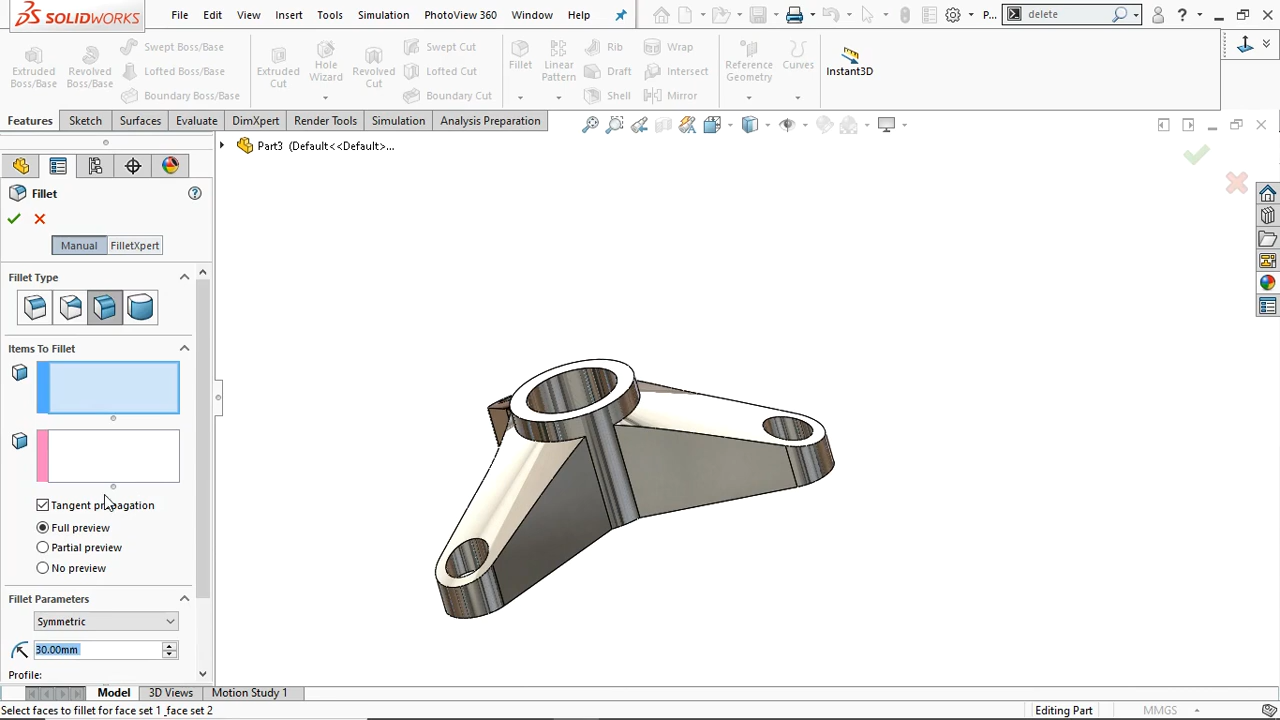 SOLIDWORKS File Edit View Insert Tools Simulation PhotoView 360 Window Help P... delete ?
Extruded Boss/Base Revolved Boss/Base Swept Boss/Base Lofted Boss/Base Boundary Boss/Base Extruded Cut Hole Wizard Revolved Cut Swept Cut Lofted Cut Boundary Cut Fillet Linear Pattern Rib Draft Shell Wrap Intersect Mirror Reference Geometry Curves Instant3D
Features Sketch Surfaces Evaluate DimXpert Render Tools Simulation Analysis Preparation
Part3 (Default<<Default>...
Fillet ?
Manual FilletXpert
Fillet Type
Items To Fillet
Tangent propagation
Full preview
Partial preview
No preview
Fillet Parameters
Symmetric
30.00mm
Profile:
Model 3D Views Motion Study 1
Select faces to fillet for face set 1 ,face set 2 Editing Part MMGS